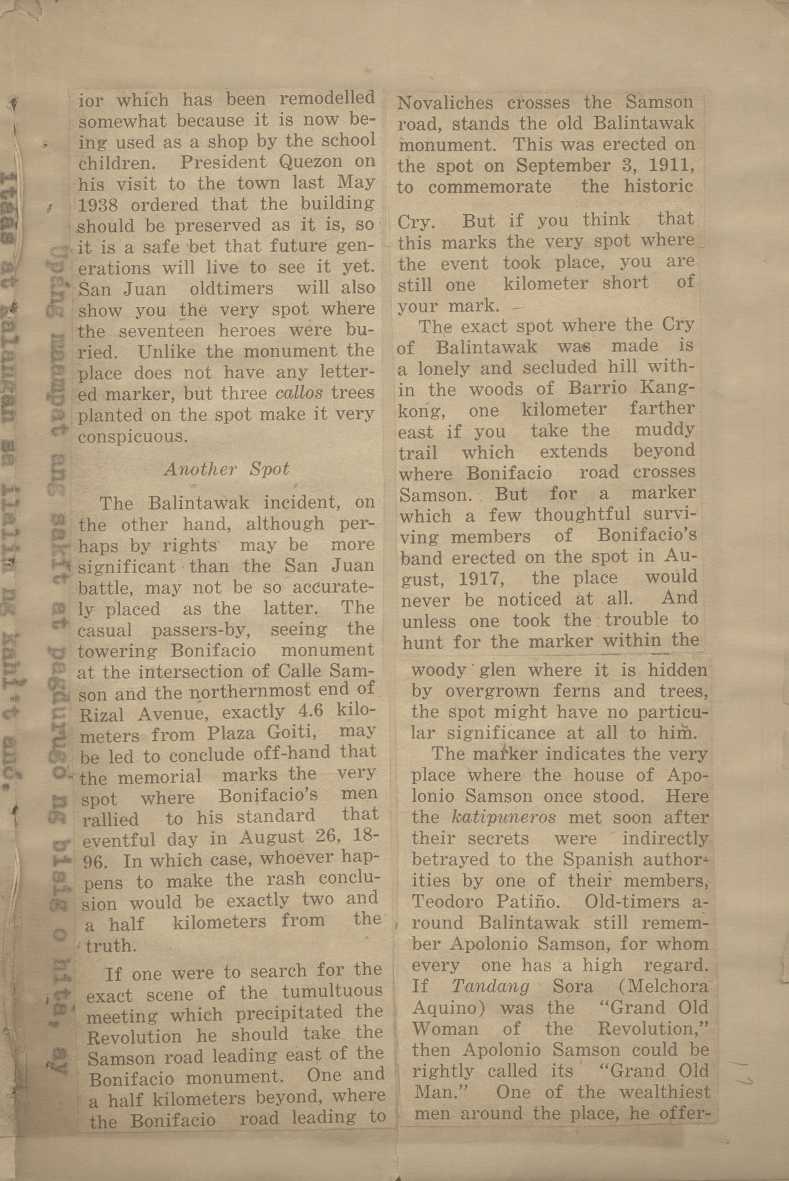 ior which has been remodelled
somewhat because it is now be-
ing used as a shop by the school
children. President Quezon on
his visit to the town last May
1938 ordered that the building
should be preserved as it is, so
it is a safe bet that future gen-
erations will live to see it yet.
San Juan oldtimers will also
show you the very spot where
the seventeen heroes were bu-
ried. Unlike the monument the
place does not have any letter-
ed marker, but three callos trees
planted on the spot make it very
conspicuous.
Another Spot
The Balintawak incident, on
the other hand, although per-
haps by rights may be more
significant than the San Juan
battle, may not be so accurate-
ly placed as the latter. The
casual passers-by, seeing the
towering Bonifacio monument
at the intersection of Calle Sam-
son and the northernmost end of
Rizal Avenue, exactly 4.6 kilo-
meters from Plaza Goiti, may
be led to conclude off-hand that
the memorial marks the very
spot where Bonifacio's men
rallied to his standard that
eventful day in August 26, 18-
96. In which case, whoever hap-
pens to make the rash conclu-
sion would be exactly two and
a half kilometers from the
truth.
If one were to search for the
exact scene of the tumultuous
meeting which precipitated the
Revolution he should take the
Samson road leading east of the
Bonifacio monument. One and
a half kilometers beyond, where
the Bonifacio road leading to
Novaliches crosses the Samson
road, stands the old Balintawak
monument. This was erected on
the spot on September 3, 1911,
to commemorate the historic
Cry. But if you think that
this marks the very spot where
the event took place, you are
still one kilometer short of
your mark.
The exact spot where the Cry
of Balintawak was made is
a lonely and secluded hill with-
in the woods of Barrio Kang-
kong, one kilometer farther
east if you take the muddy
trail which extends beyond
where Bonifacio road crosses
Samson. But for a marker
which a few thoughtful survi-
ving members of Bonifacio's
band erected on the spot in Au-
gust, 1917, the place would
never be noticed at all. And
unless one took the trouble to
hunt for the marker within the
woody glen where it is hidden
by overgrown ferns and trees,
the spot might have no particu-
lar significance at all to him.
The marker indicates the very
place where the house of Apo-
lonio Samson once stood. Here
the katipuneros met soon after
their secrets were indirectly
betrayed to the Spanish author-
ities by one of their members,
Teodoro Patiño. Old-timers a-
round Balintawak still remem-
ber Apolonio Samson, for whom
every one has a high regard.
If Tandang Sora (Melchora
Aquino) was the "Grand Old
Woman of the Revolution,"
then Apolonio Samson could be
rightly called its "Grand Old
Man." One of the wealthiest
men around the place, he offer-
ang sakit at pagdurugo ng bisig o hita, ay